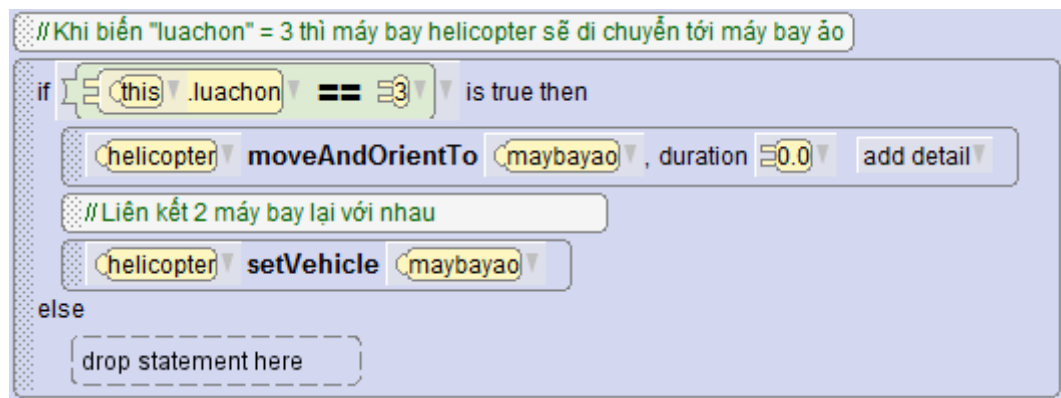 //Khi biến "luachon" = 3 thì máy bay helicopter sẽ di chuyển tới máy bay ảo
if this .luachon == 3 is true then
helicopter moveAndOrientTo maybayao , duration 0.0 add detail
//Liên kết 2 máy bay lại với nhau
helicopter setVehicle maybayao
else
drop statement here